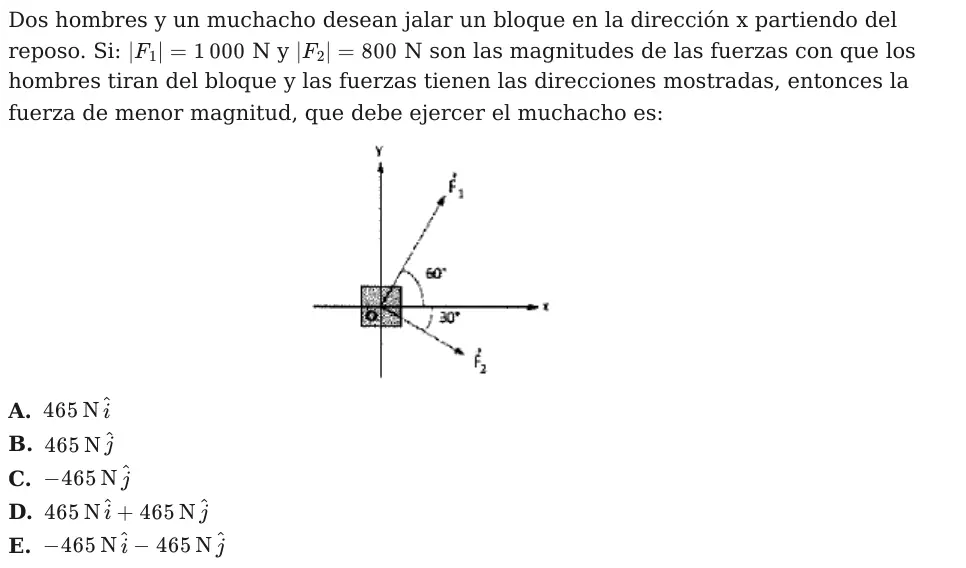 Dos hombres y un muchacho desean jalar un bloque en la dirección x partiendo del
reposo. Si: |F₁| = 1 000 N y |F₂| = 800 N son las magnitudes de las fuerzas con que los
hombres tiran del bloque y las fuerzas tienen las direcciones mostradas, entonces la
fuerza de menor magnitud, que debe ejercer el muchacho es:
Y
F₁
60°
O
x
30°
F₂
A. 465 N î
B. 465 N ĵ
C. −465 N ĵ
D. 465 N î + 465 N ĵ
E. −465 N î − 465 N ĵ